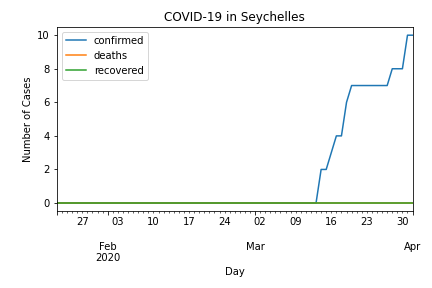 COVID-19 in Seychelles
confirmed
deaths
recovered
Number of Cases
10
8
6
4
2
0
27 03 10 17 24 02 09 16 23 30
Feb Mar Apr
2020
Day